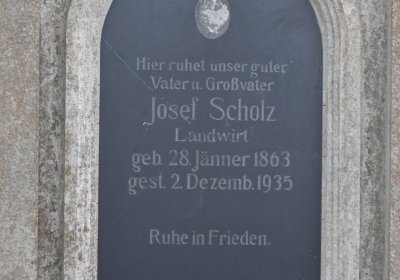 Hier ruhet unser guter
Vater u. Großvater
Josef Scholz
Landwirt
geb. 28. Jänner 1863
gest. 2. Dezemb. 1935
Ruhe in Frieden.